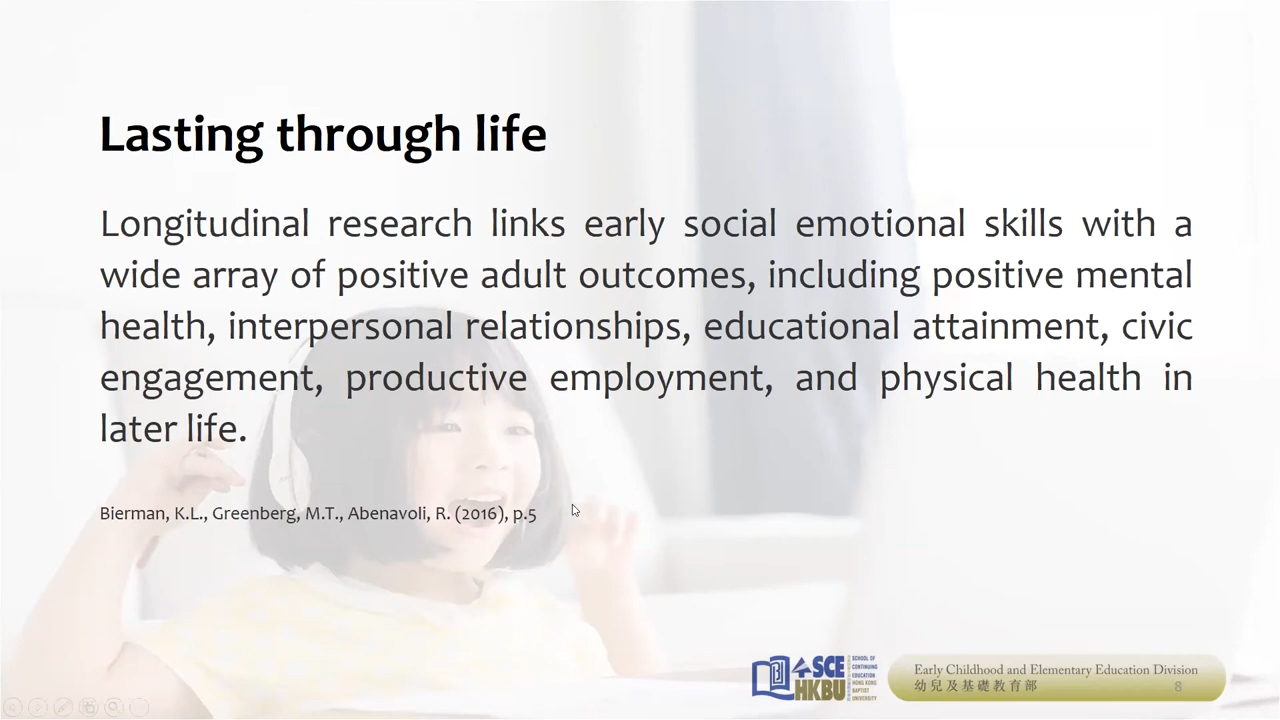 Lasting through life
Longitudinal research links early social emotional skills with a
wide array of positive adult outcomes, including positive mental
health, interpersonal relationships, educational attainment, civic
engagement, productive employment, and physical health in
later life.
Bierman, K.L., Greenberg, M.T., Abenavoli, R. (2016), p.5
SCE
HKBU
SCHOOL OF
CONTINUING
EDUCATION
HONG KONG
BAPTIST
UNIVERSITY
Early Childhood and Elementary Education Division
幼兒及基礎教育部
8